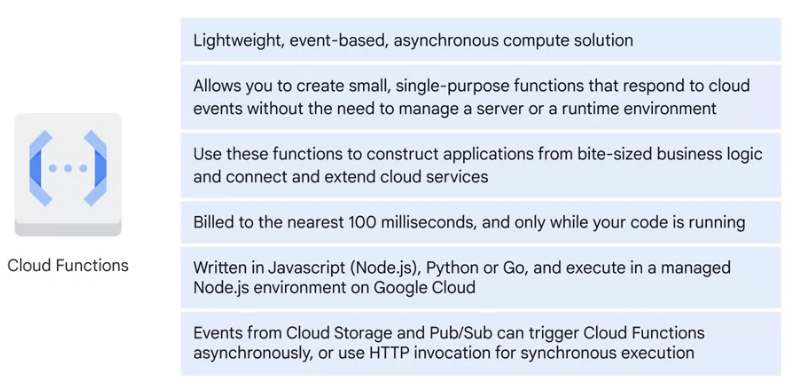 Lightweight, event-based, asynchronous compute solution
Allows you to create small, single-purpose functions that respond to cloud
events without the need to manage a server or a runtime environment
Use these functions to construct applications from bite-sized business logic
and connect and extend cloud services
Billed to the nearest 100 milliseconds, and only while your code is running
Cloud Functions
Written in Javascript (Node.js), Python or Go, and execute in a managed
Node.js environment on Google Cloud
Events from Cloud Storage and Pub/Sub can trigger Cloud Functions
asynchronously, or use HTTP invocation for synchronous execution